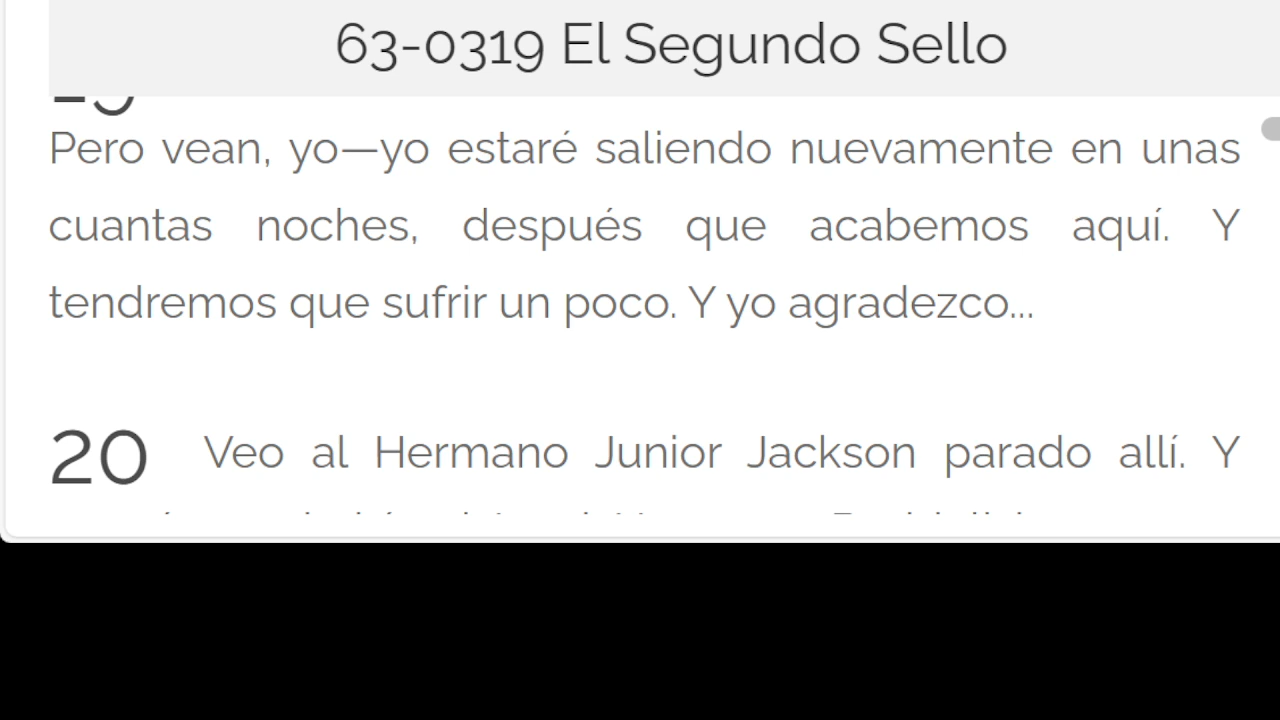 63-0319 El Segundo Sello
Pero vean, yo—yo estaré saliendo nuevamente en unas
cuantas noches, después que acabemos aquí. Y
tendremos que sufrir un poco. Y yo agradezco...
20 Veo al Hermano Junior Jackson parado allí. Y